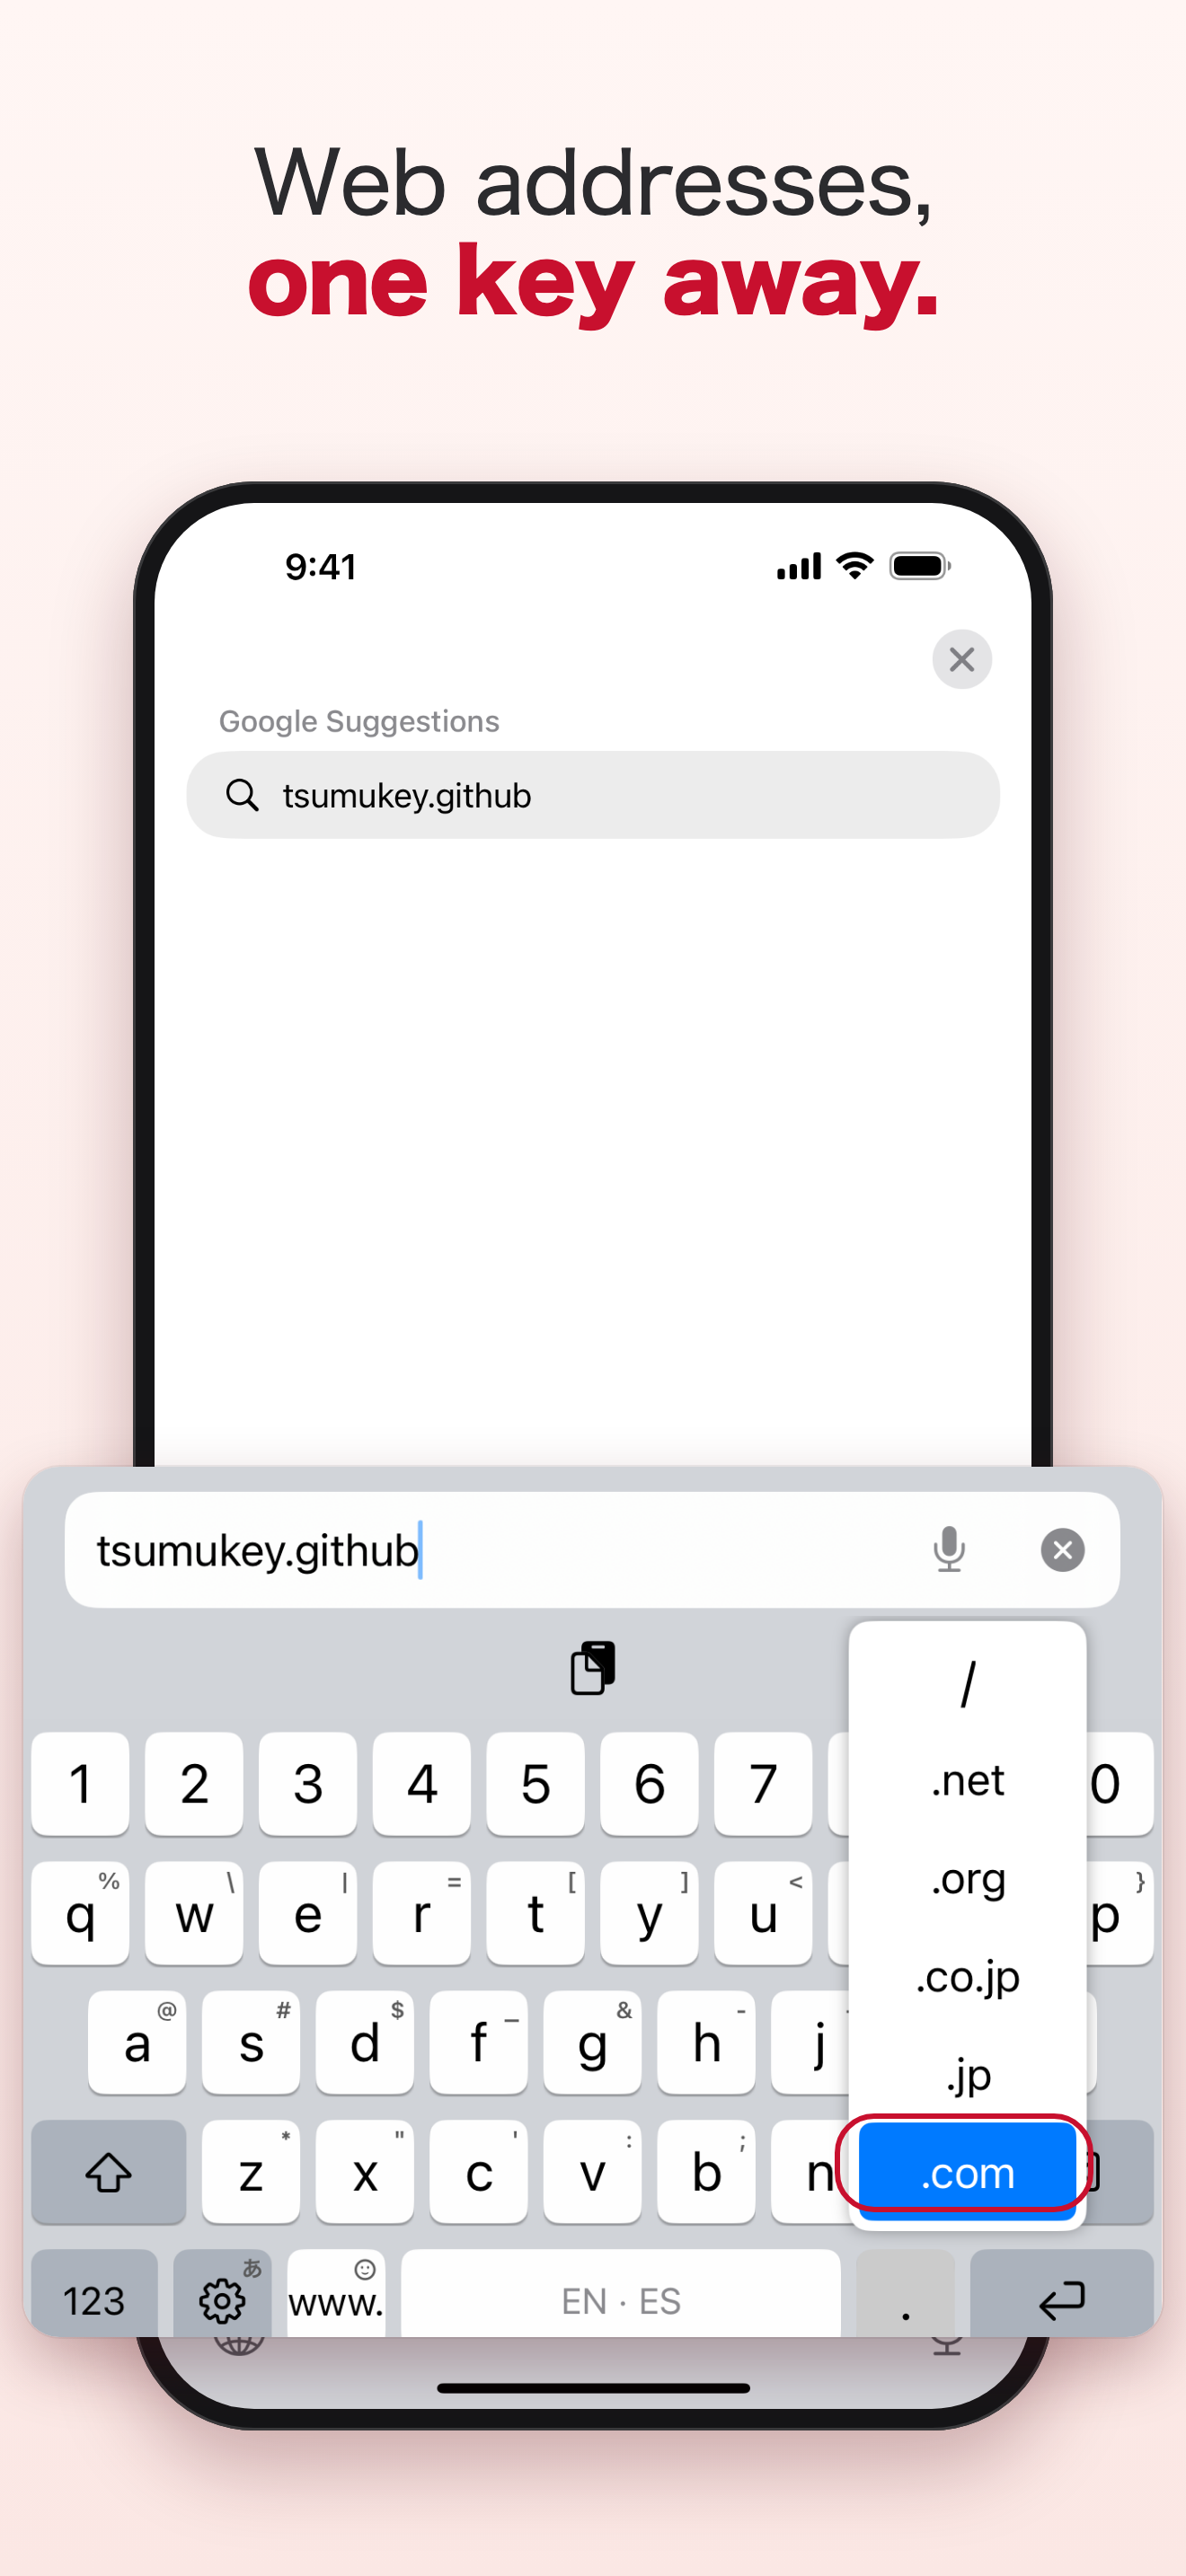 Web addresses,
one key away.
9:41
Google Suggestions
tsumukey.github
tsumukey.github
/
.net
.org
.co.jp
.jp
.com
1 2 3 4 5 6 7 0
q % w \ e | r = t [ y ] u < p }
a @ s # d $ f _ g & h - j
z * x " c ' v : b ; n
123 あ www. EN · ES .